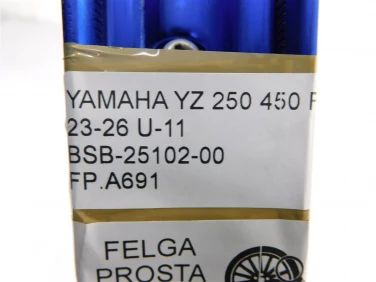 YAMAHA YZ 250 450 F
23-26 U-11
BSB-25102-00
FP.A691
FELGA
PROSTA